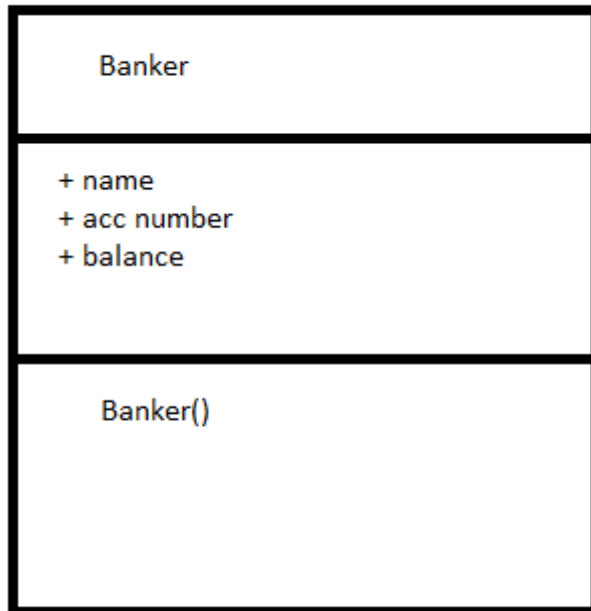 Banker
+ name
+ acc number
+ balance
Banker()